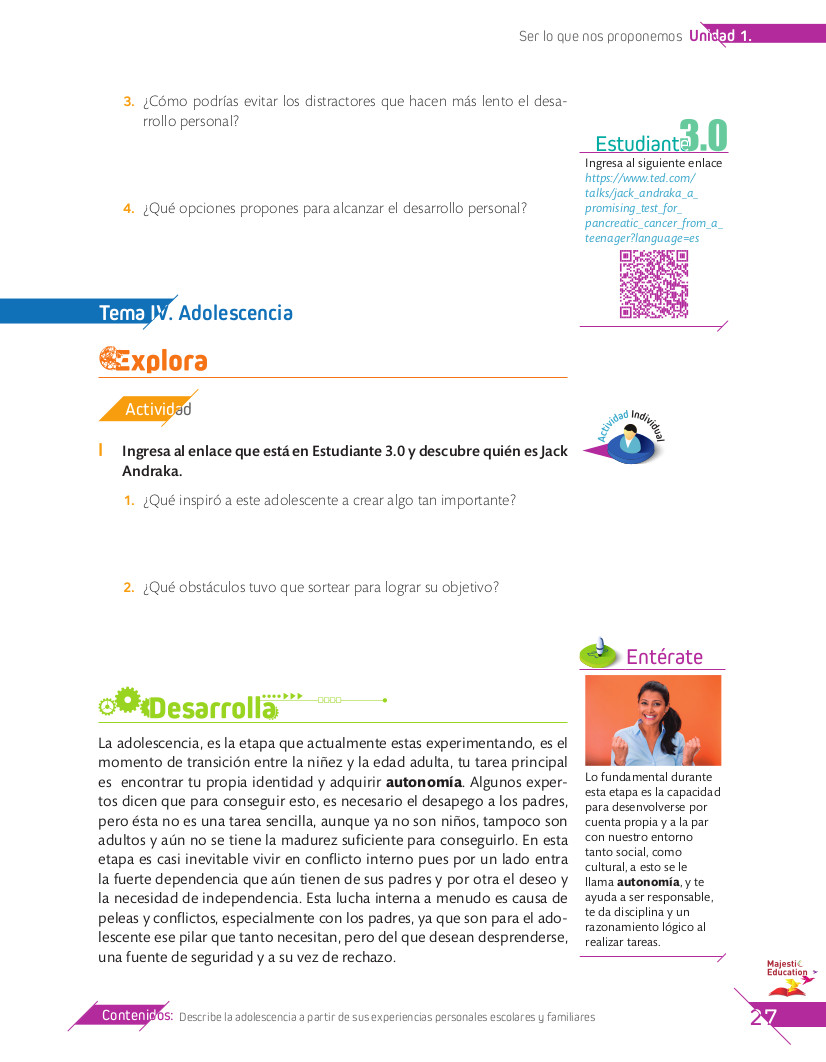 Ser lo que nos proponemos Unidad 1.
3. ¿Cómo podrías evitar los distractores que hacen más lento el desa-
rrollo personal?
4. ¿Qué opciones propones para alcanzar el desarrollo personal?
Estudiante 3.0
Ingresa al siguiente enlace
https://www.ted.com/
talks/jack_andraka_a_
promising_test_for_
pancreatic_cancer_from_a_
teenager?language=es
Tema IV. Adolescencia
Explora
Actividad
Actividad Individual
I Ingresa al enlace que está en Estudiante 3.0 y descubre quién es Jack
Andraka.
1. ¿Qué inspiró a este adolescente a crear algo tan importante?
2. ¿Qué obstáculos tuvo que sortear para lograr su objetivo?
Desarrolla
La adolescencia, es la etapa que actualmente estas experimentando, es el
momento de transición entre la niñez y la edad adulta, tu tarea principal
es encontrar tu propia identidad y adquirir autonomía. Algunos exper-
tos dicen que para conseguir esto, es necesario el desapego a los padres,
pero ésta no es una tarea sencilla, aunque ya no son niños, tampoco son
adultos y aún no se tiene la madurez suficiente para conseguirlo. En esta
etapa es casi inevitable vivir en conflicto interno pues por un lado entra
la fuerte dependencia que aún tienen de sus padres y por otra el deseo y
la necesidad de independencia. Esta lucha interna a menudo es causa de
peleas y conflictos, especialmente con los padres, ya que son para el ado-
lescente ese pilar que tanto necesitan, pero del que desean desprenderse,
una fuente de seguridad y a su vez de rechazo.
Entérate
Lo fundamental durante
esta etapa es la capacidad
para desenvolverse por
cuenta propia y a la par
con nuestro entorno
tanto social, como
cultural, a esto se le
llama autonomía, y te
ayuda a ser responsable,
te da disciplina y un
razonamiento lógico al
realizar tareas.
Majestic
Education
Contenidos: Describe la adolescencia a partir de sus experiencias personales escolares y familiares
27